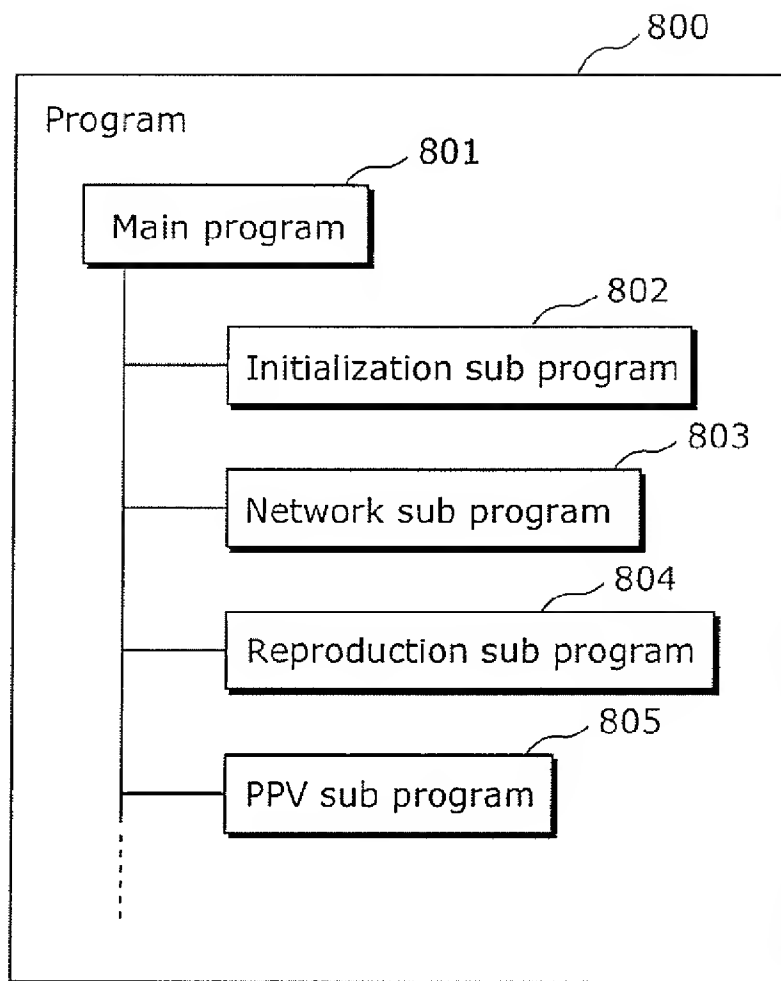 800
Program
801
Main program
802
Initialization sub program
803
Network sub program
804
Reproduction sub program
805
PPV sub program